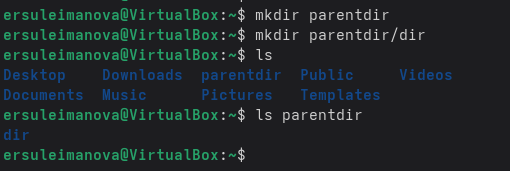 ersuleimanova@VirtualBox:~$ mkdir parentdir
ersuleimanova@VirtualBox:~$ mkdir parentdir/dir
ersuleimanova@VirtualBox:~$ ls
Desktop    Downloads  parentdir  Public     Videos
Documents  Music      Pictures   Templates
ersuleimanova@VirtualBox:~$ ls parentdir
dir
ersuleimanova@VirtualBox:~$